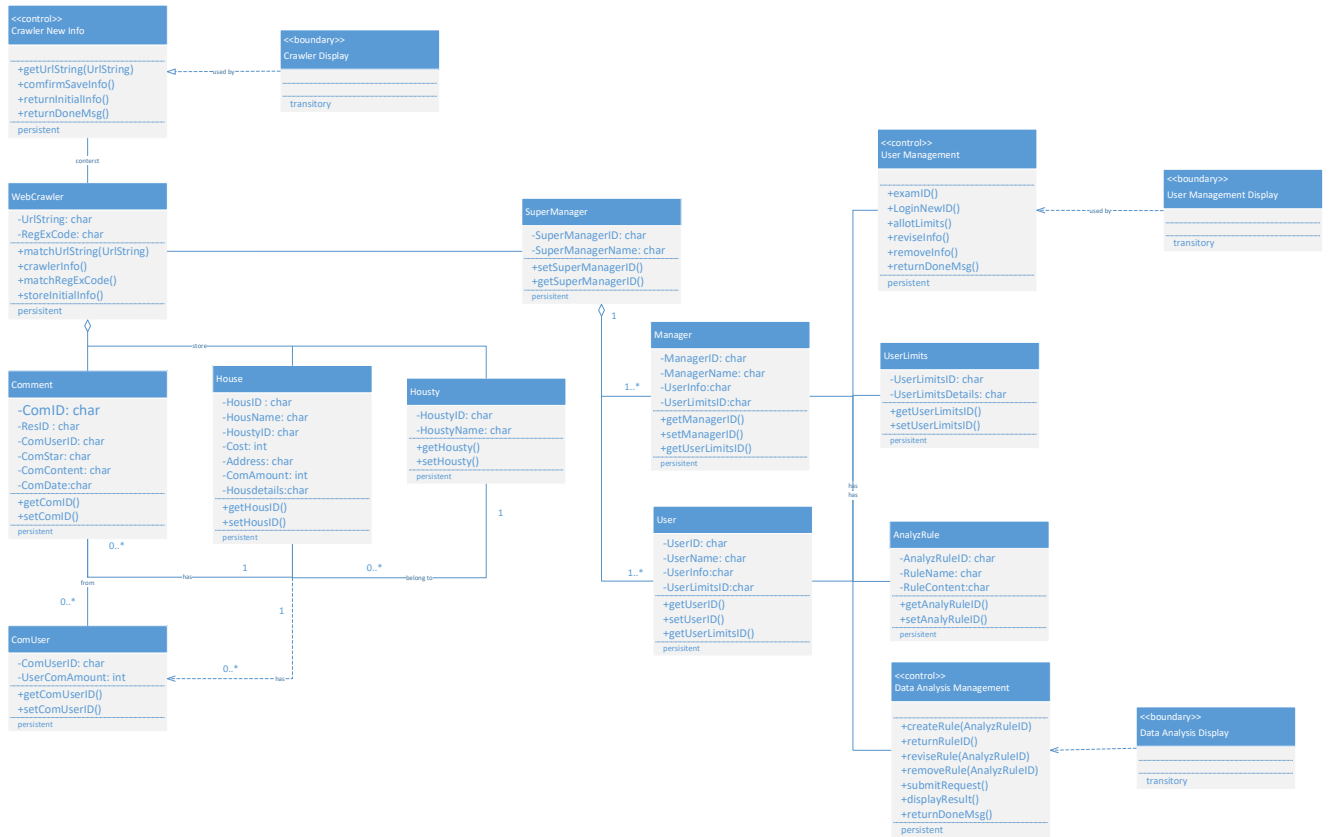 <<control>>
Crawler New Info
+getUrlString(UrlString)
+comfirmSaveInfo()
+returnInitialInfo()
+returnDoneMsg()
persistent
<<boundary>>
Crawler Display
transitory
used by
conterct
WebCrawler
-UrlString: char
-RegExCode: char
+matchUrlString(UrlString)
+crawlerInfo()
+matchRegExCode()
+storeInitialInfo()
persisitent
SuperManager
-SuperManagerID: char
-SuperManagerName: char
+setSuperManagerID()
+getSuperManagerID()
persisitent
1
<<control>>
User Management
+examID()
+LoginNewID()
+allotLimits()
+reviseInfo()
+removeInfo()
+returnDoneMsg()
persistent
used by
<<boundary>>
User Management Display
transitory
store
Comment
-ComID: char
-ResID : char
-ComUserID: char
-ComStar: char
-ComContent: char
-ComDate:char
+getComID()
+setComID()
persistent
House
-HousID : char
-HousName: char
-HoustyID: char
-Cost: int
-Address: char
-ComAmount: int
-Housdetails:char
+getHousID()
+setHousID()
persistent
Housty
-HoustyID: char
-HoustyName: char
+getHousty()
+setHousty()
persistent
1..*
Manager
-ManagerID: char
-ManagerName: char
-UserInfo:char
-UserLimitsID:char
+getManagerID()
+setManagerID()
+getUserLimitsID()
persisitent
UserLimits
-UserLimitsID: char
-UserLimitsDetails: char
+getUserLimitsID()
+setUserLimitsID()
persisitent
has
has
1
0..*
has
1
0..*
belong to
from
0..*
1
0..*
has
1..*
User
-UserID: char
-UserName: char
-UserInfo:char
-UserLimitsID:char
+getUserID()
+setUserID()
+getUserLimitsID()
persisitent
AnalyzRule
-AnalyzRuleID: char
-RuleName: char
-RuleContent:char
+getAnalyRuleID()
+setAnalyRuleID()
persisitent
ComUser
-ComUserID: char
-UserComAmount: int
+getComUserID()
+setComUserID()
persistent
<<control>>
Data Analysis Management
+createRule(AnalyzRuleID)
+returnRuleID()
+reviseRule(AnalyzRuleID)
+removeRule(AnalyzRuleID)
+submitRequest()
+displayResult()
+returnDoneMsg()
persistent
<<boundary>>
Data Analysis Display
transitory